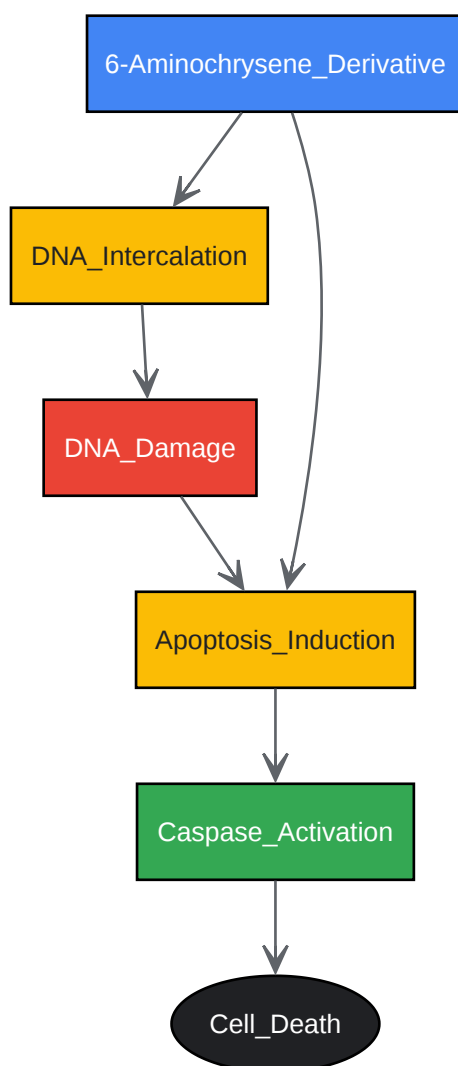 6-Aminochrysene_Derivative
DNA_Intercalation
DNA_Damage
Apoptosis_Induction
Caspase_Activation
Cell_Death